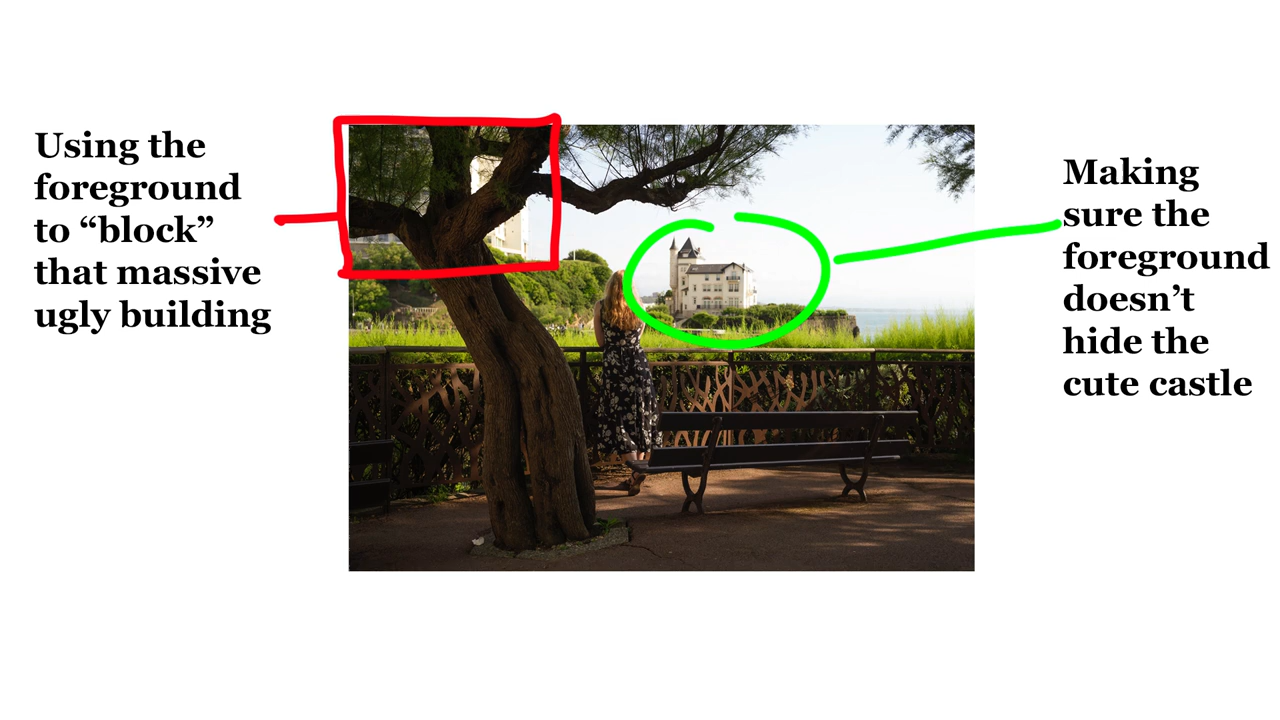 Using the
foreground
to “block”
that massive
ugly building
Making
sure the
foreground
doesn’t
hide the
cute castle